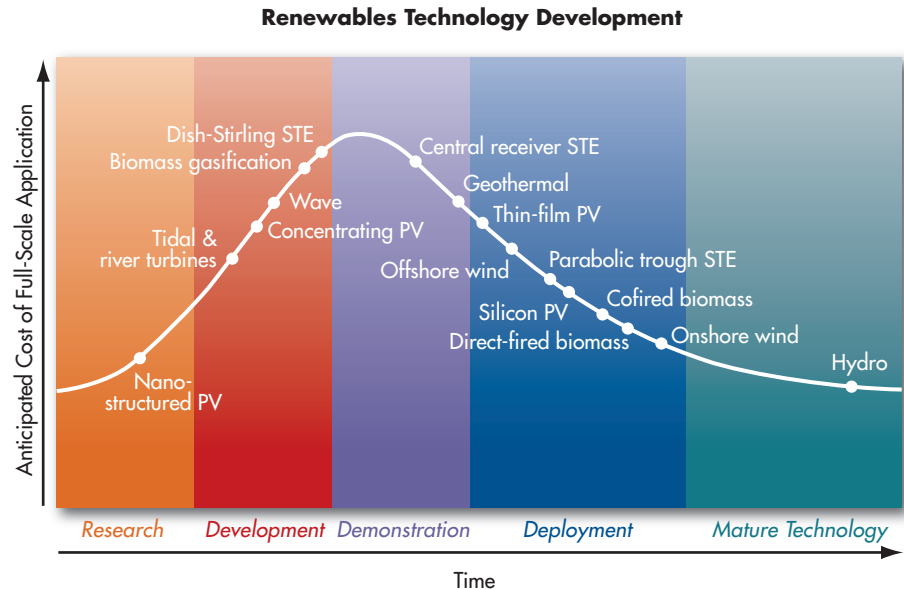 Renewables Technology Development
Anticipated Cost of Full-Scale Application
Dish-Stirling STE
Biomass gasification
Wave
Concentrating PV
Tidal &
river turbines
Nano-
structured PV
Central receiver STE
Geothermal
Thin-film PV
Offshore wind
Parabolic trough STE
Silicon PV
Cofired biomass
Direct-fired biomass
Onshore wind
Hydro
Research
Development
Demonstration
Deployment
Mature Technology
Time